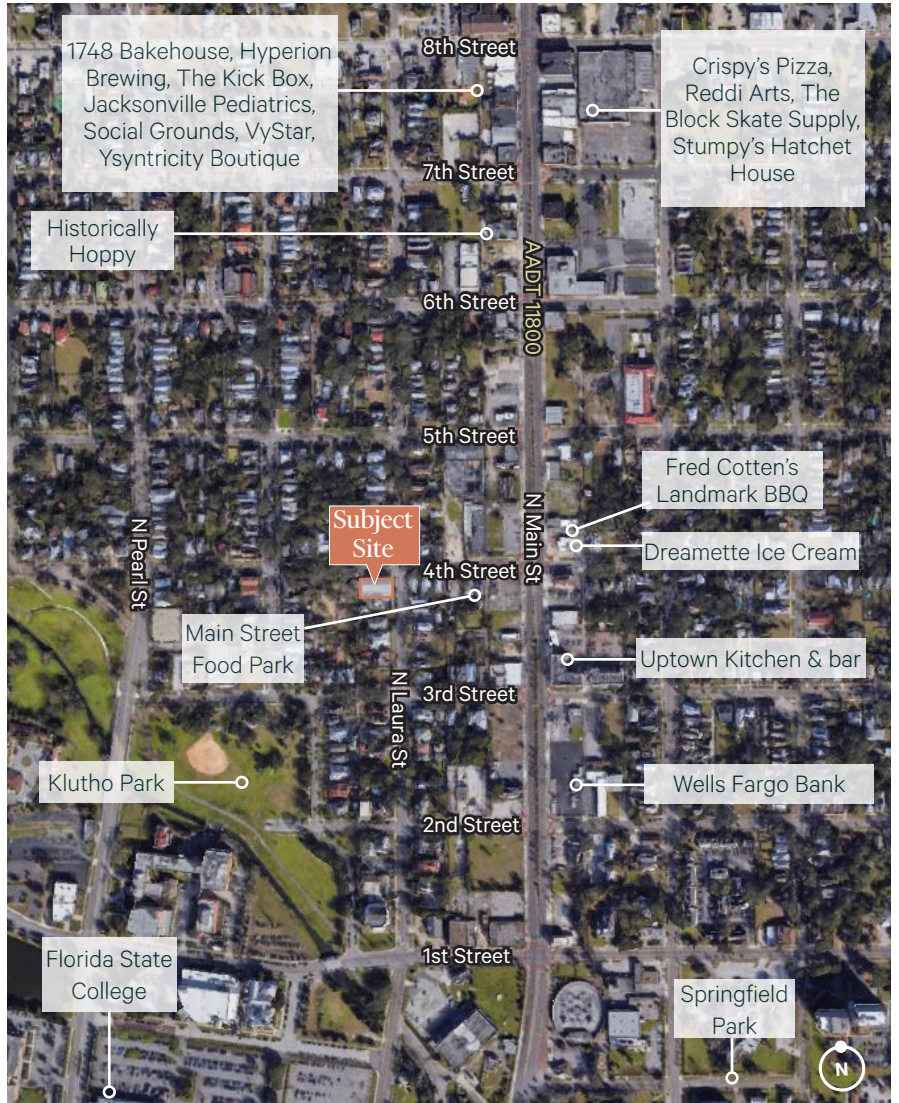 8th Street
1748 Bakehouse, Hyperion
Brewing, The Kick Box,
Jacksonville Pediatrics,
Social Grounds, VyStar,
Ysyntricity Boutique
Crispy's Pizza,
Reddi Arts, The
Block Skate Supply,
Stumpy's Hatchet
House
7th Street
Historically
Hoppy
AADT 11800
6th Street
5th Street
Fred Cotten's
Landmark BBQ
N Main St
Subject
Site
N Pearl St
Dreamette Ice Cream
4th Street
Main Street
Food Park
Uptown Kitchen & bar
N Laura St
3rd Street
Klutho Park
Wells Fargo Bank
2nd Street
1st Street
Florida State
College
Springfield
Park
N